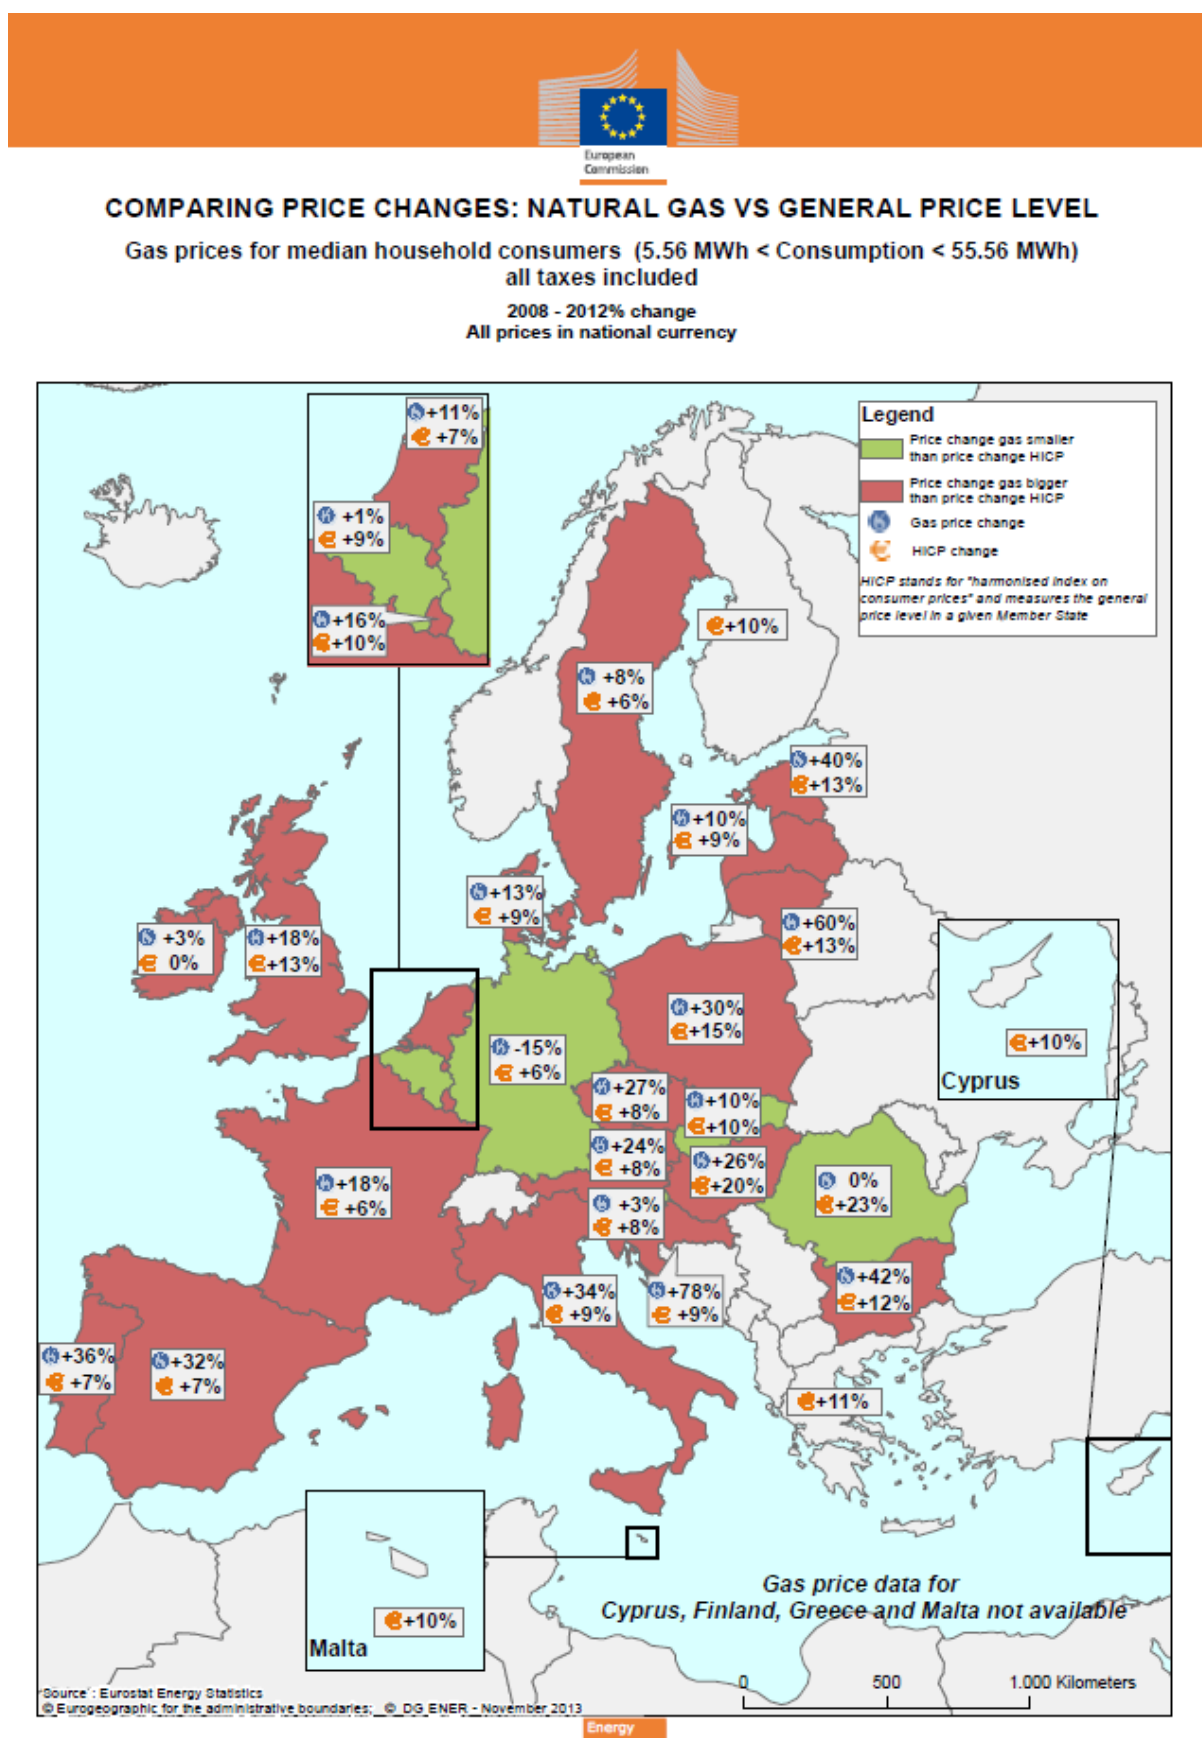 European
Commission
COMPARING PRICE CHANGES: NATURAL GAS VS GENERAL PRICE LEVEL
Gas prices for median household consumers (5.56 MWh < Consumption < 55.56 MWh)
all taxes included
2008 - 2012% change
All prices in national currency
+11%
+7%
+1%
+9%
+16%
+10%
Legend
Price change gas smaller
than price change HICP
Price change gas bigger
than price change HICP
Gas price change
HICP change
HICP stands for "harmonised index on
consumer prices" and measures the general
price level in a given Member State
+10%
+8%
+6%
+40%
+13%
+10%
+9%
+13%
+9%
+60%
+13%
+3%
0%
+18%
+13%
+30%
+15%
-15%
+6%
+10%
Cyprus
+27%
+8%
+10%
+10%
+24%
+8%
+26%
+20%
+18%
+6%
0%
+23%
+3%
+8%
+34%
+9%
+78%
+9%
+42%
+12%
+36%
+7%
+32%
+7%
+11%
+10%
Malta
Gas price data for
Cyprus, Finland, Greece and Malta not available
0 500 1.000 Kilometers
Source : Eurostat Energy Statistics
© Eurogeographic for the administrative boundaries; © DG ENER - November 2013
Energy